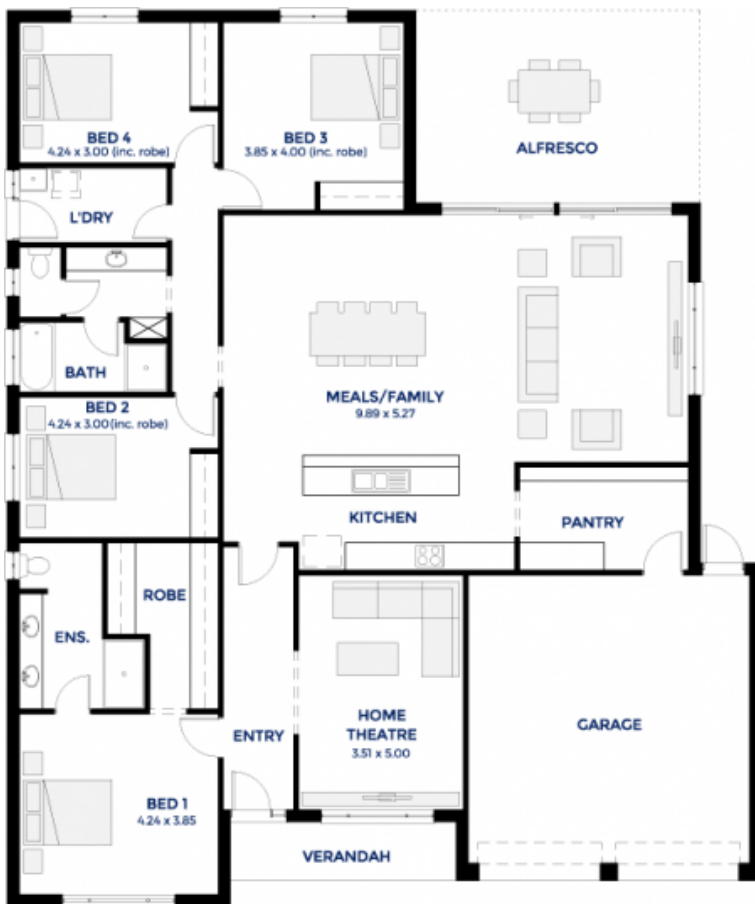 BED 4
4.24 x 3.00 (inc. robe)
BED 3
3.85 x 4.00 (inc. robe)
ALFRESCO
L'DRY
BATH
MEALS/FAMILY
9.89 x 5.27
BED 2
4.24 x 3.00(inc. robe)
KITCHEN
PANTRY
ROBE
ENS.
HOME
THEATRE
3.51 x 5.00
ENTRY
GARAGE
BED 1
4.24 x 3.85
VERANDAH